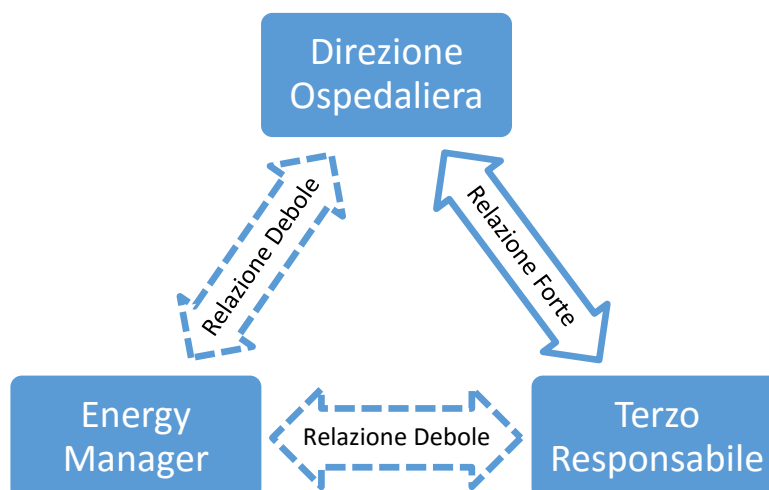 Direzione
Ospedaliera
Relazione Debole
Relazione Forte
Energy
Manager
Relazione Debole
Terzo
Responsabile